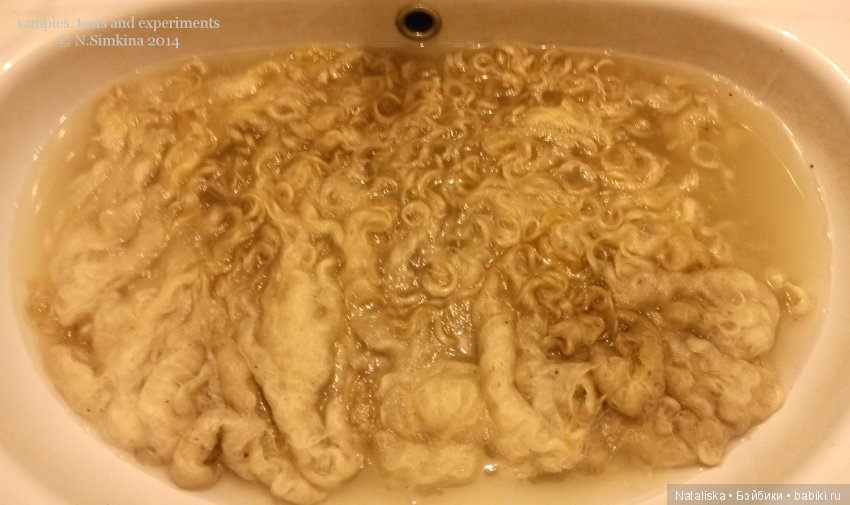 samples, tests and experiments
© N.Simkina 2014
Nataliska • Бэйбики • babiki.ru